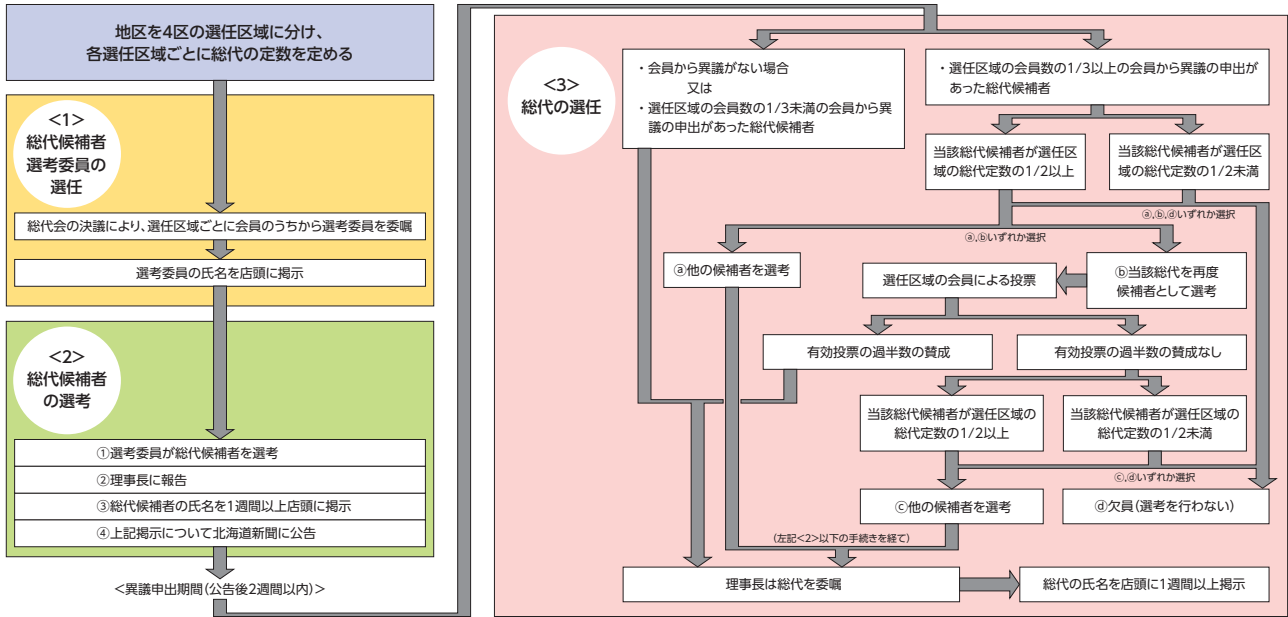 地区を4区の選任区域に分け、
各選任区域ごとに総代の定数を定める
<1>
総代候補者
選考委員の
選任
総代会の決議により、選任区域ごとに会員のうちから選考委員を委嘱
選考委員の氏名を店頭に掲示
<2>
総代候補者
の選考
①選考委員が総代候補者を選考
②理事長に報告
③総代候補者の氏名を1週間以上店頭に掲示
④上記掲示について北海道新聞に公告
<異議申出期間(公告後2週間以内)>
<3>
総代の選任
・会員から異議がない場合
又は
・選任区域の会員数の1/3未満の会員から異
議の申出があった総代候補者
・選任区域の会員数の1/3以上の会員から異議の申出が
あった総代候補者
当該総代候補者が選任区
域の総代定数の1/2以上
当該総代候補者が選任区
域の総代定数の1/2未満
ⓐ,ⓑ,ⓓいずれか選択
ⓐ,ⓑいずれか選択
ⓐ他の候補者を選考
選任区域の会員による投票
ⓑ当該総代を再度
候補者として選考
有効投票の過半数の賛成
有効投票の過半数の賛成なし
当該総代候補者が選任区域の
総代定数の1/2以上
当該総代候補者が選任区域の
総代定数の1/2未満
ⓒ,ⓓいずれか選択
ⓒ他の候補者を選考
ⓓ欠員(選考を行わない)
(左記<2>以下の手続きを経て)
理事長は総代を委嘱
総代の氏名を店頭に1週間以上掲示